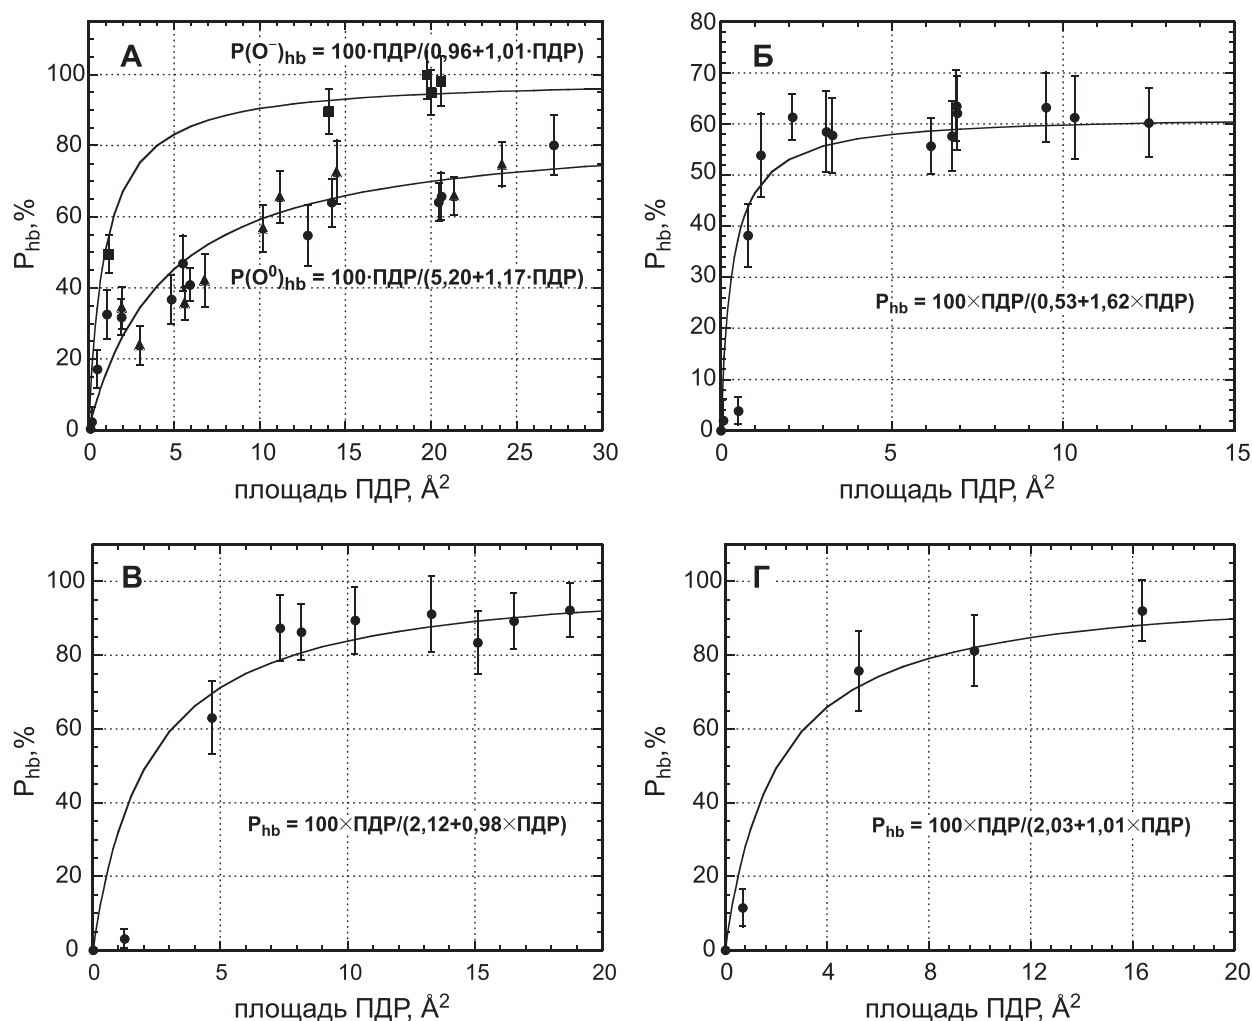 А
P(O⁻)hb = 100·ПДР/(0,96+1,01·ПДР)
P(O⁰)hb = 100·ПДР/(5,20+1,17·ПДР)
Phb, %
100
80
60
40
20
0
0 5 10 15 20 25 30
площадь ПДР, Å²
Б
Phb = 100×ПДР/(0,53+1,62×ПДР)
Phb, %
80
70
60
50
40
30
20
10
0
0 5 10 15
площадь ПДР, Å²
В
Phb = 100×ПДР/(2,12+0,98×ПДР)
Phb, %
100
80
60
40
20
0
0 5 10 15 20
площадь ПДР, Å²
Г
Phb = 100×ПДР/(2,03+1,01×ПДР)
Phb, %
100
80
60
40
20
0
0 4 8 12 16 20
площадь ПДР, Å²